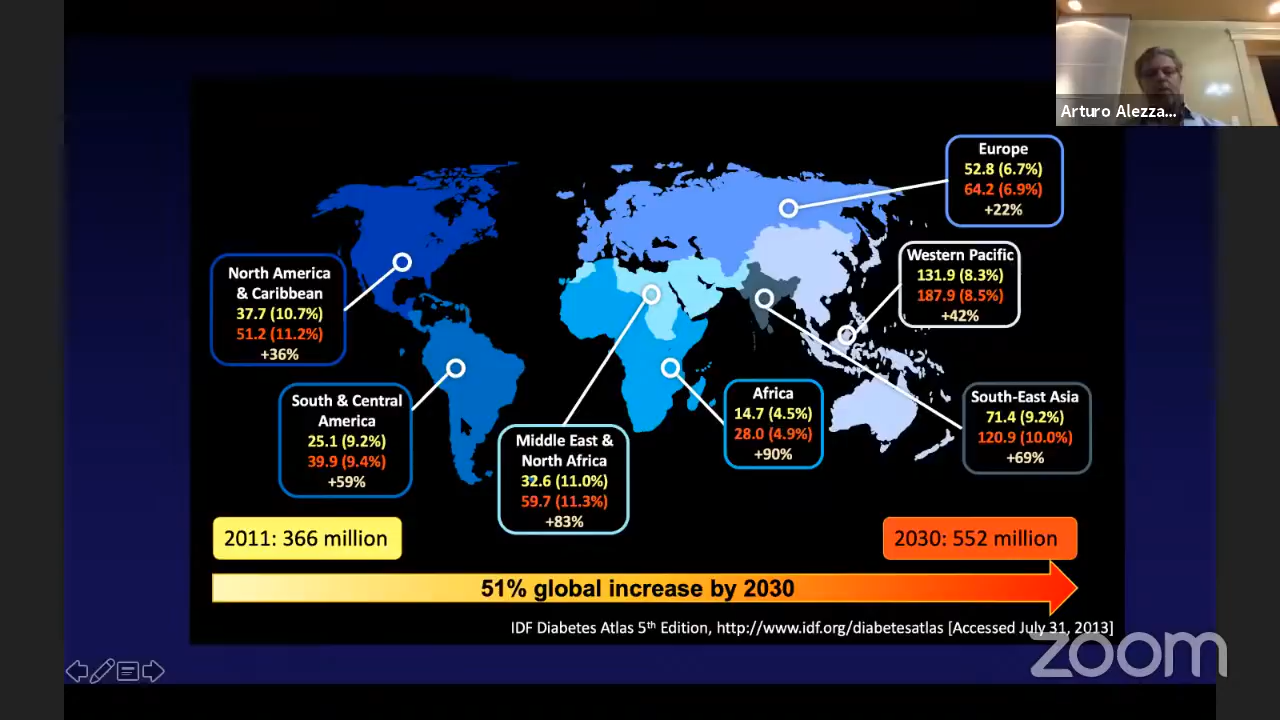 Arturo Alezza...
Europe
52.8 (6.7%)
64.2 (6.9%)
+22%
Western Pacific
131.9 (8.3%)
187.9 (8.5%)
+42%
North America
& Caribbean
37.7 (10.7%)
51.2 (11.2%)
+36%
South & Central
America
25.1 (9.2%)
39.9 (9.4%)
+59%
Middle East &
North Africa
32.6 (11.0%)
59.7 (11.3%)
+83%
Africa
14.7 (4.5%)
28.0 (4.9%)
+90%
South-East Asia
71.4 (9.2%)
120.9 (10.0%)
+69%
2011: 366 million
2030: 552 million
51% global increase by 2030
IDF Diabetes Atlas 5th Edition, http://www.idf.org/diabetesatlas [Accessed July 31, 2013]
zoom